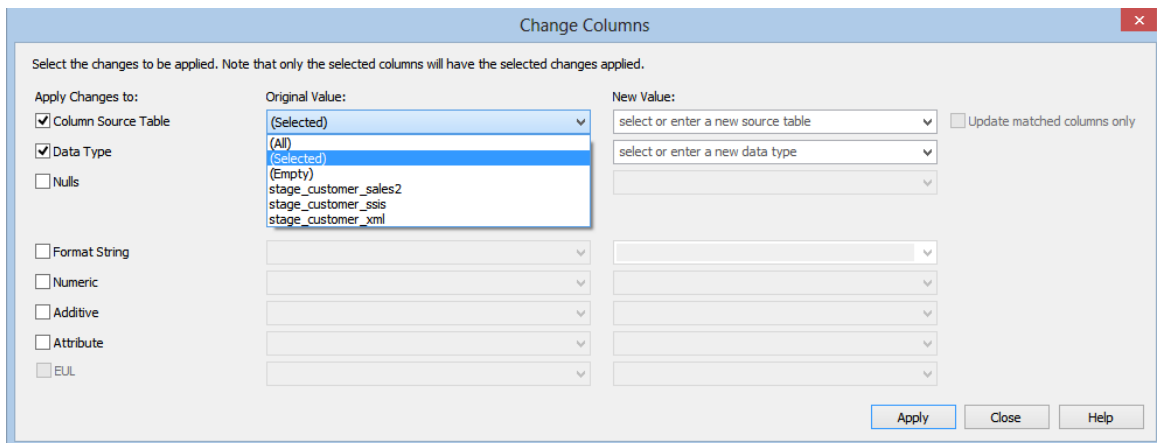 Change Columns
Select the changes to be applied. Note that only the selected columns will have the selected changes applied.
Apply Changes to: Original Value: New Value:
Column Source Table (Selected) select or enter a new source table Update matched columns only
(All)
Data Type (Selected) select or enter a new data type
(Empty)
Nulls stage_customer_sales2
stage_customer_ssis
stage_customer_xml
Format String
Numeric
Additive
Attribute
EUL
Apply Close Help